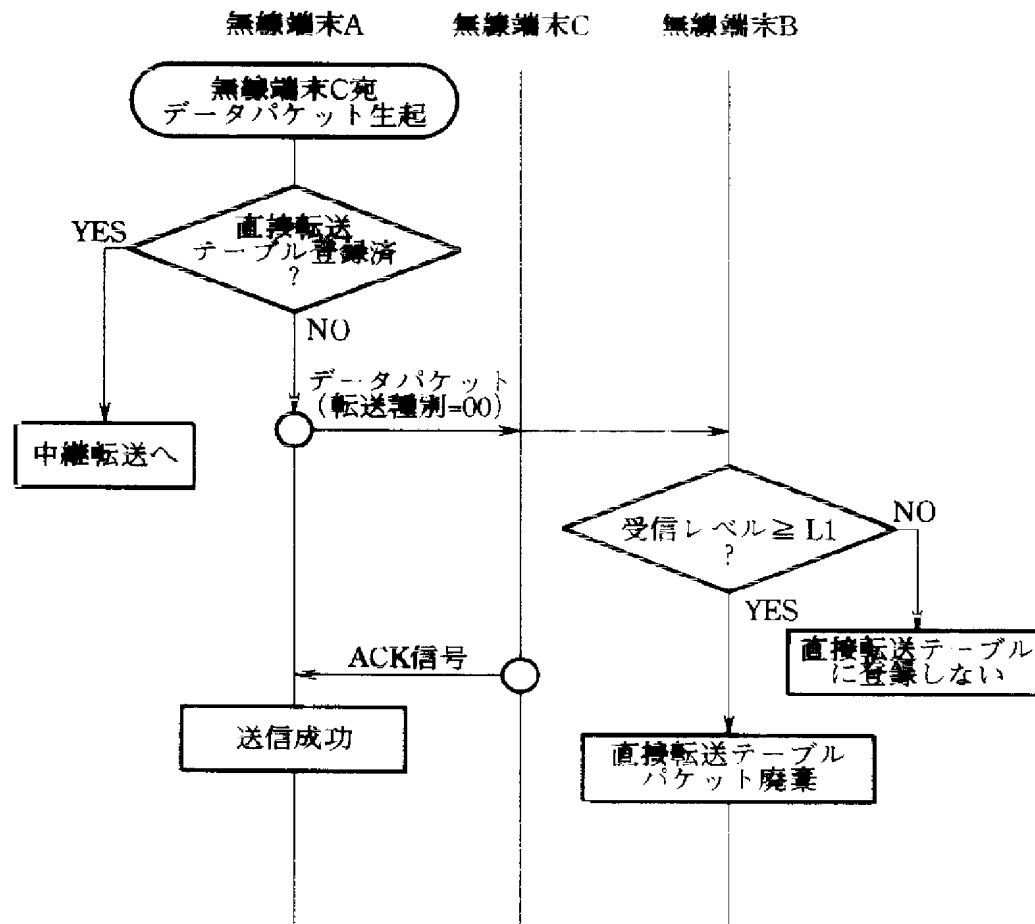 無線端末A
無線端末C
無線端末B
無線端末C宛
データパケット生起
直接転送
テーブル登録済
?
YES
NO
データパケット
(転送種別=00)
中継転送へ
受信レベル≧L1
?
NO
YES
直接転送テーブル
に登録しない
ACK信号
送信成功
直接転送テーブル
パケット廃棄